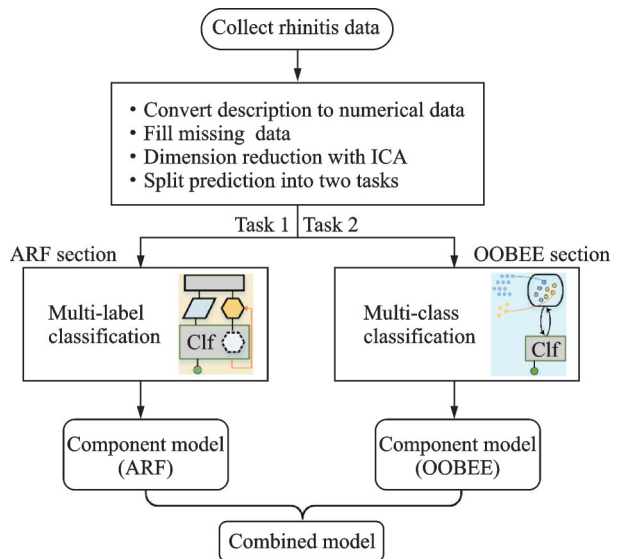 Collect rhinitis data
• Convert description to numerical data
• Fill missing data
• Dimension reduction with ICA
• Split prediction into two tasks
Task 1 Task 2
ARF section
OOBEE section
Multi-label
classification
Clf
Multi-class
classification
Clf
Component model
(ARF)
Component model
(OOBEE)
Combined model